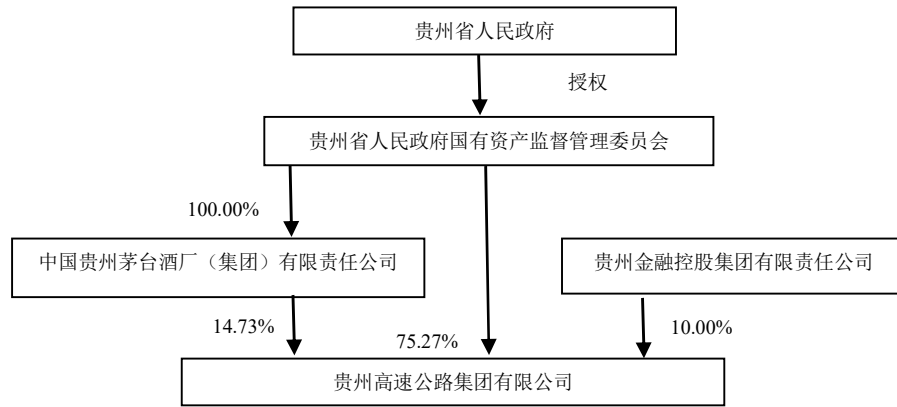 贵州省人民政府
授权
贵州省人民政府国有资产监督管理委员会
100.00%
中国贵州茅台酒厂（集团）有限责任公司
贵州金融控股集团有限责任公司
14.73%
75.27%
10.00%
贵州高速公路集团有限公司